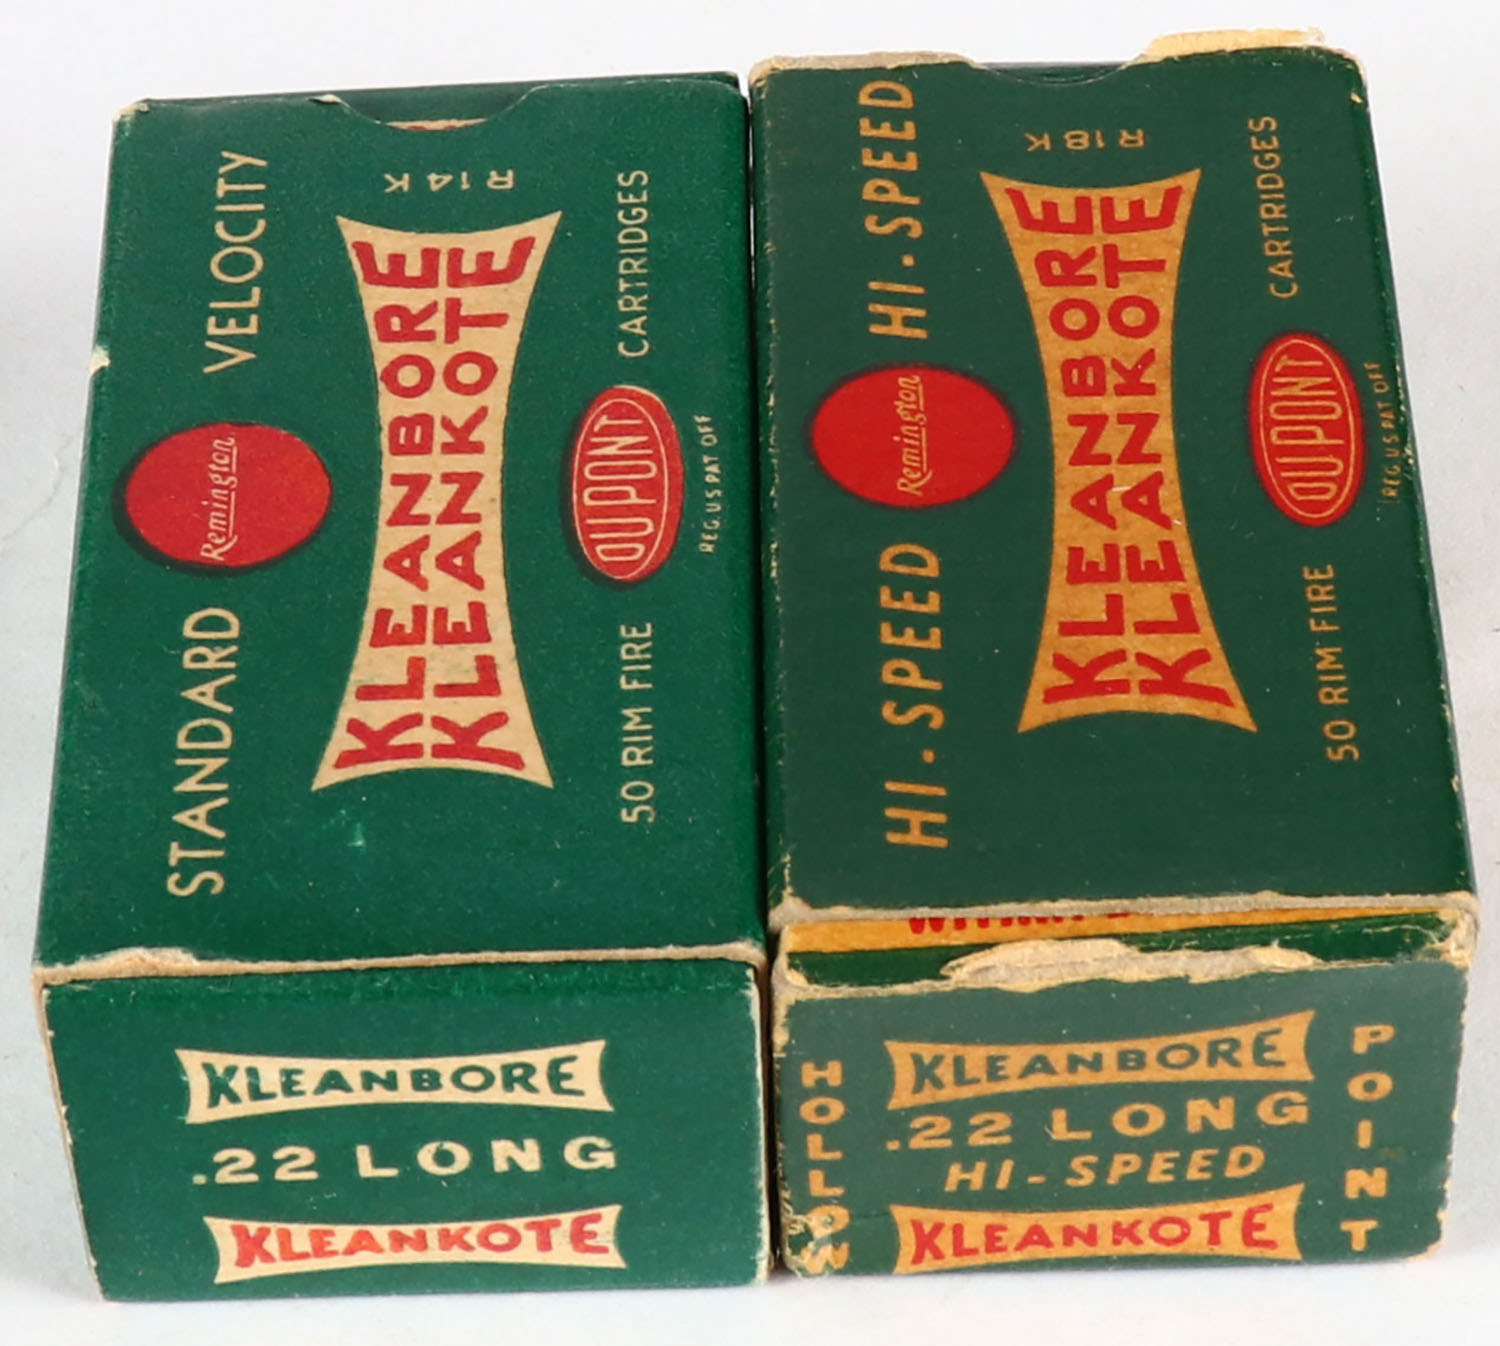 STANDARD VELOCITY
Remington
R14K
KLEANBORE
KLEANKOTE
50 RIM FIRE CARTRIDGES
DUPONT
REG. U S PAT OFF
KLEANBORE
.22 LONG
KLEANKOTE
HI-SPEED HI-SPEED
Remington
R18K
KLEANBORE
KLEANKOTE
50 RIM FIRE CARTRIDGES
DUPONT
REG. U S PAT OFF
HOLLOW
KLEANBORE
.22 LONG
HI-SPEED
KLEANKOTE
POINT